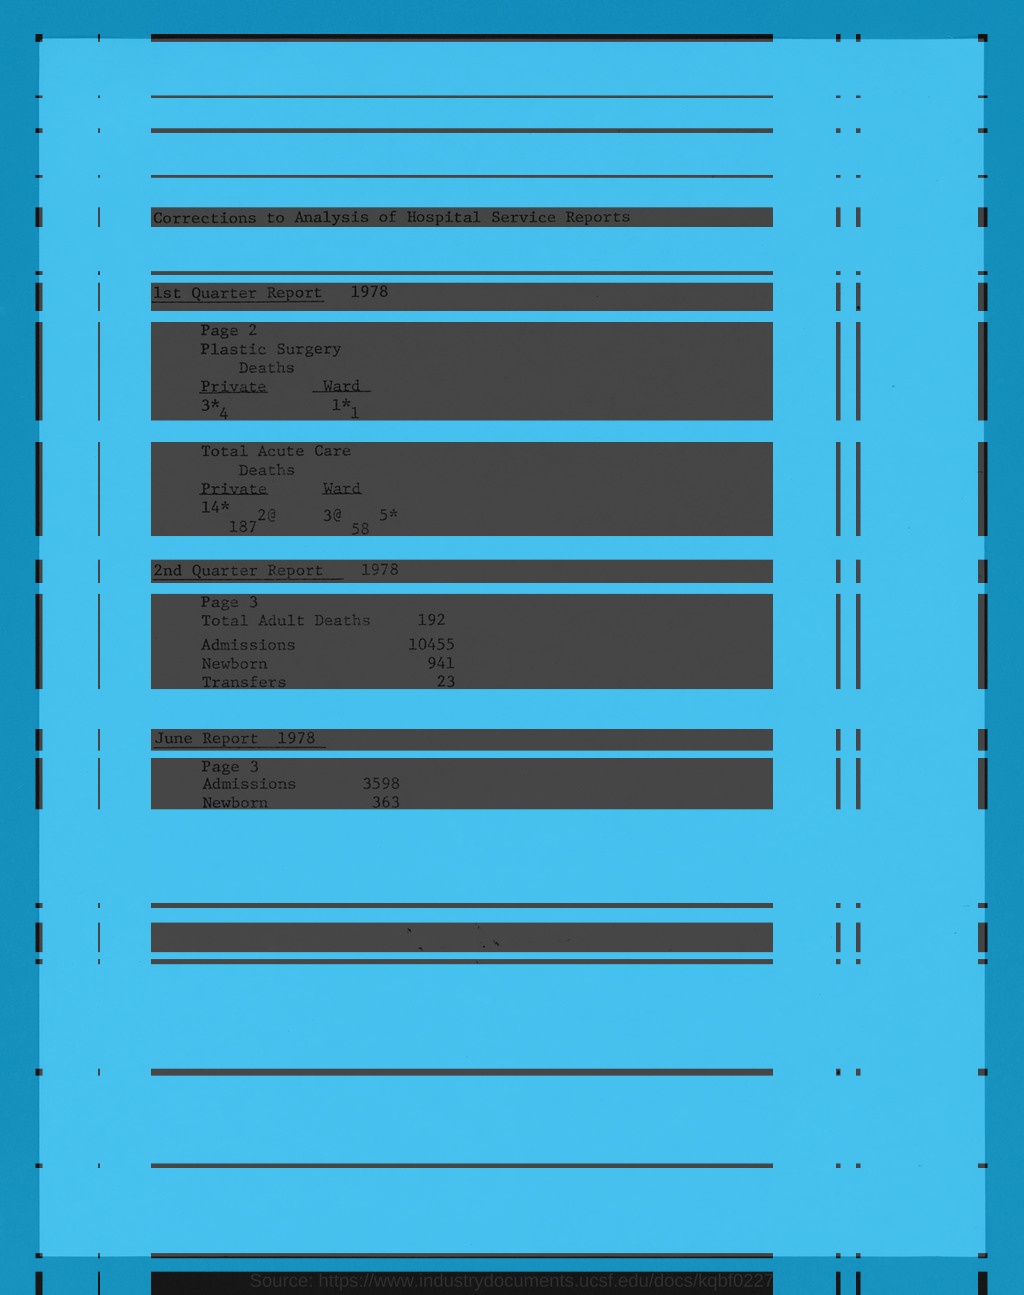 Corrections to Analysis of Hospital Service Reports
1st Quarter Report 1978
Page 2
Plastic Surgery
Deaths
Private Ward
3* 1*
4 1
Total Acute Care
Deaths
Private Ward
14* 2@ 3@ 5*
187 58
2nd Quarter Report 1978
Page 3
Total Adult Deaths 192
Admissions 10455
Newborn 941
Transfers 23
June Report 1978
Page 3
Admissions 3598
Newborn 363
Source: https://www.industrydocuments.ucsf.edu/docs/kqbf0227